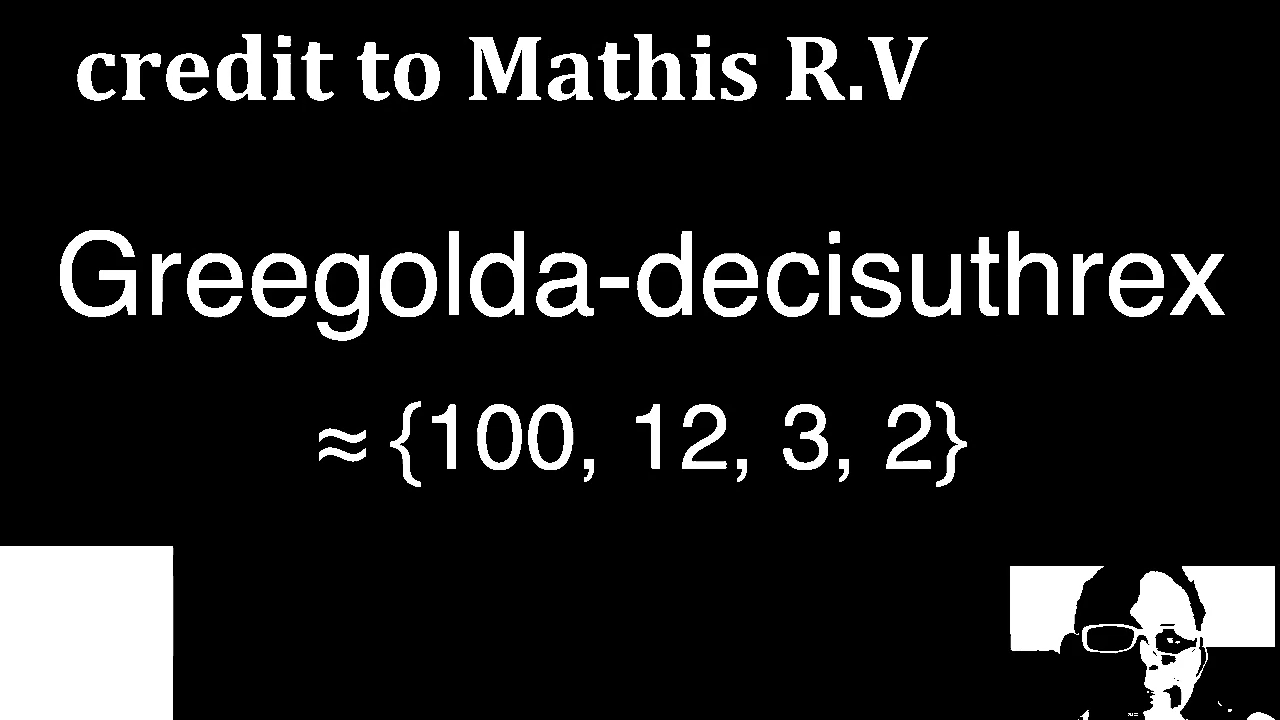 credit to Mathis R.V
Greegolda-decisuthrex
≈ {100, 12, 3, 2}